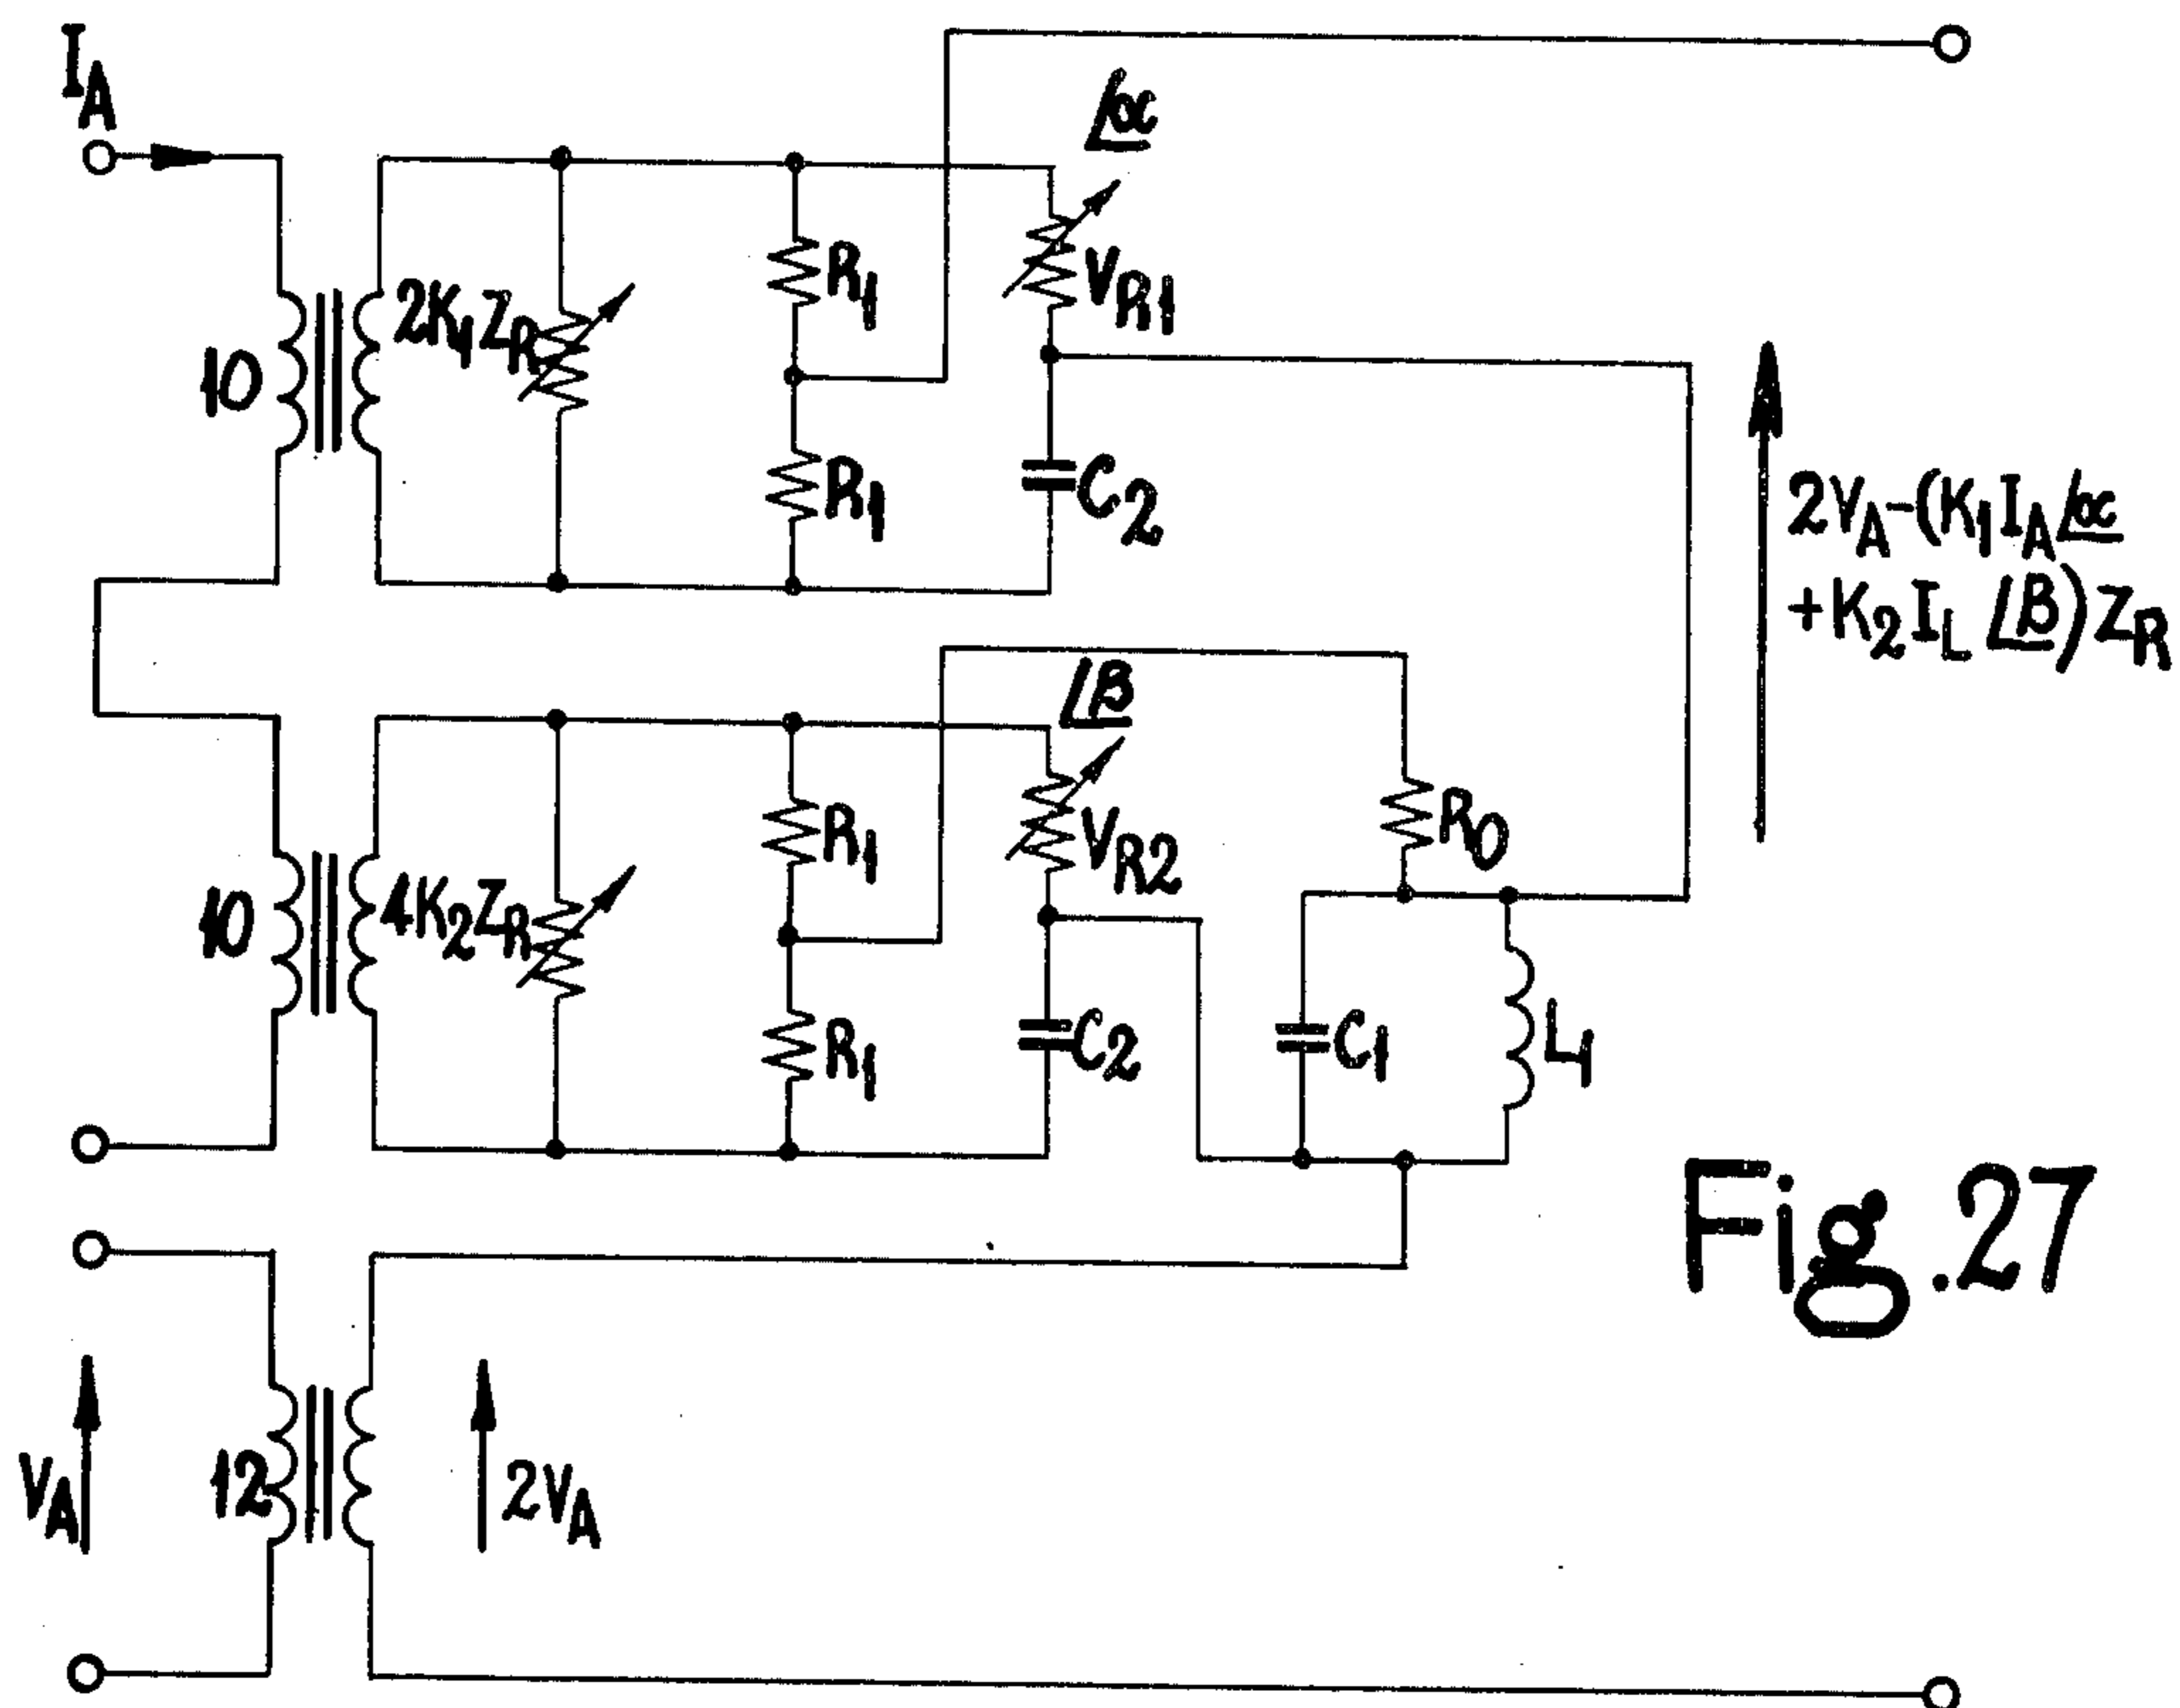 I_A
∠α
2K_1Z_R
R_1
V_R1
10
R_1
C_2
2V_A-(K_1I_A∠α
+K_2I_L∠β)Z_R
∠β
R_1
V_R2
R_0
10
4K_2Z_R
R_1
C_2
C_1
L_1
Fig.27
V_A
12
2V_A